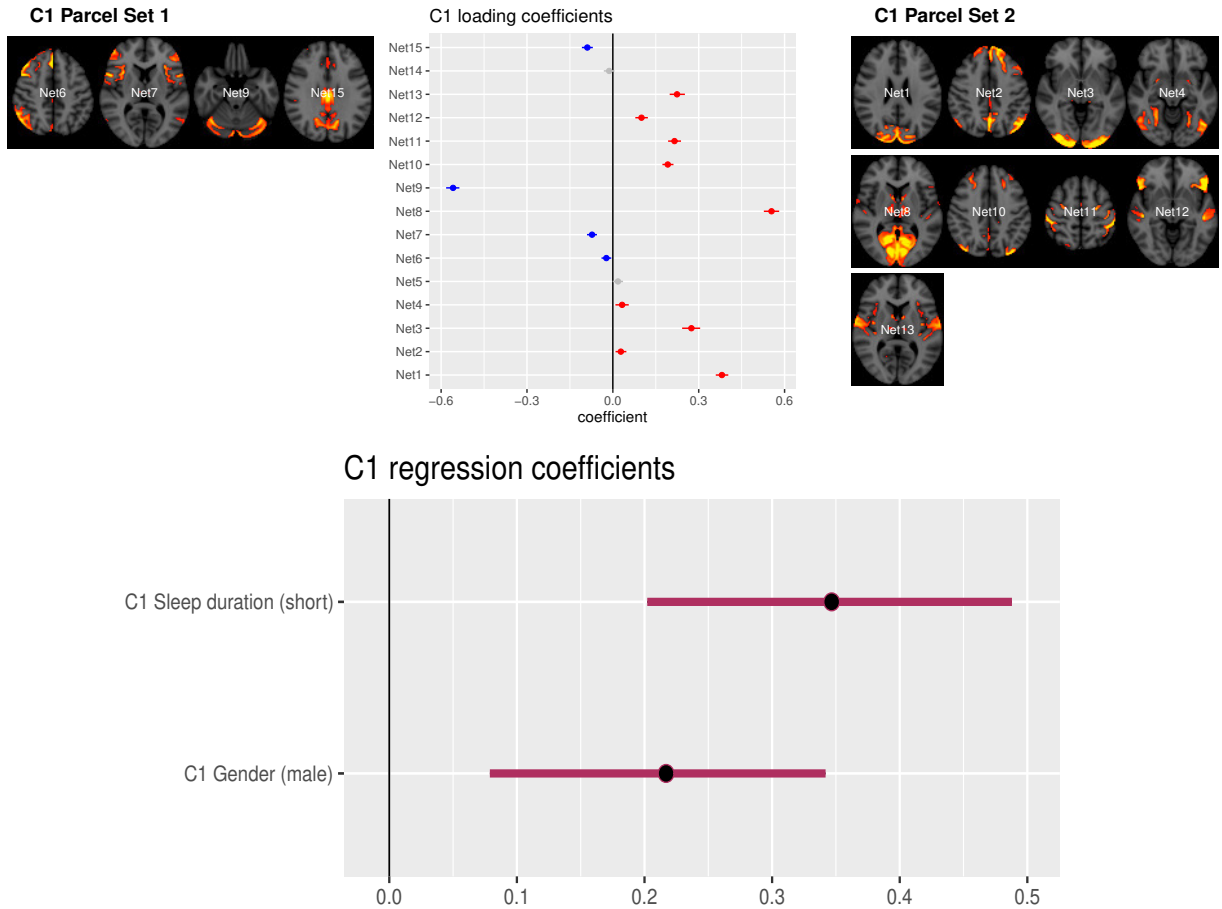 C1 Parcel Set 1
Net6 Net7 Net9 Net15
C1 loading coefficients
Net15
Net14
Net13
Net12
Net11
Net10
Net9
Net8
Net7
Net6
Net5
Net4
Net3
Net2
Net1
−0.6 −0.3 0.0 0.3 0.6
coefficient
C1 Parcel Set 2
Net1 Net2 Net3 Net4
Net8 Net10 Net11 Net12
Net13
C1 regression coefficients
C1 Sleep duration (short)
C1 Gender (male)
0.0 0.1 0.2 0.3 0.4 0.5